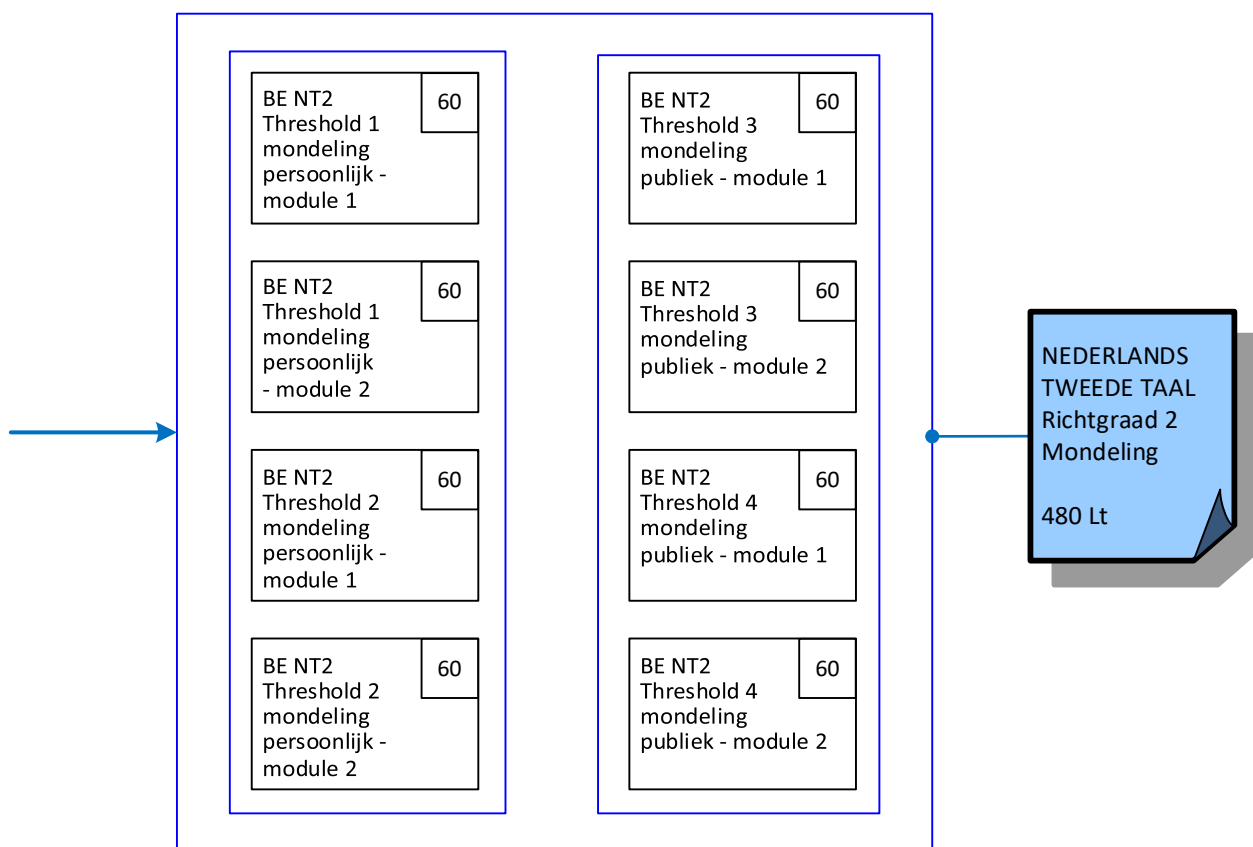 BE NT2
Threshold 1
mondeling
persoonlijk -
module 1
60
BE NT2
Threshold 1
mondeling
persoonlijk
- module 2
60
BE NT2
Threshold 2
mondeling
persoonlijk -
module 1
60
BE NT2
Threshold 2
mondeling
persoonlijk -
module 2
60
BE NT2
Threshold 3
mondeling
publiek - module 1
60
BE NT2
Threshold 3
mondeling
publiek - module 2
60
BE NT2
Threshold 4
mondeling
publiek - module 1
60
BE NT2
Threshold 4
mondeling
publiek - module 2
60
NEDERLANDS
TWEEDE TAAL
Richtgraad 2
Mondeling
480 Lt